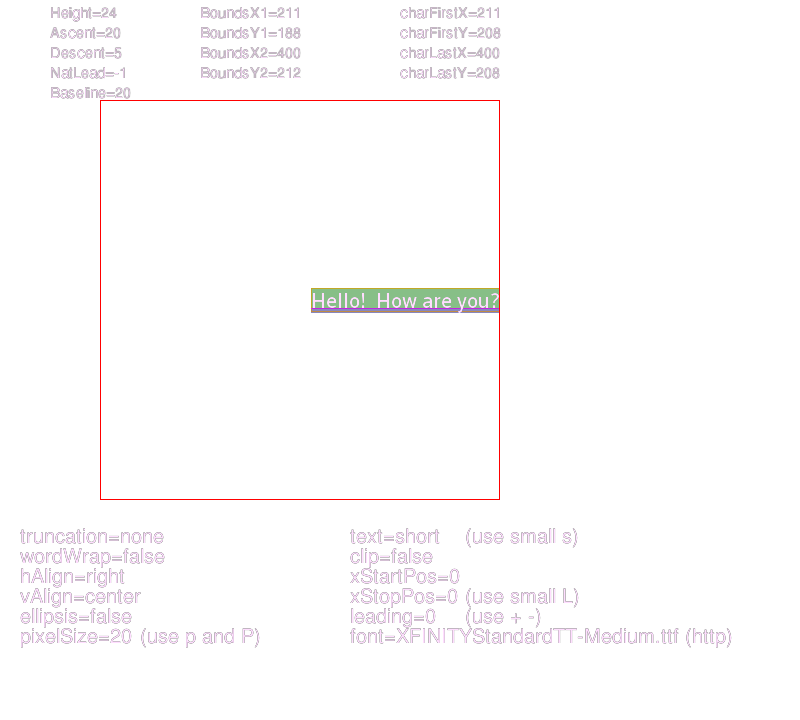 Height=24 BoundsX1=211 charFirstX=211
Ascent=20 BoundsY1=188 charFirstY=208
Descent=5 BoundsX2=400 charLastX=400
NatLead=-1 BoundsY2=212 charLastY=208
Baseline=20
Hello!  How are you?
truncation=none text=short (use small s)
wordWrap=false clip=false
hAlign=right xStartPos=0
vAlign=center xStopPos=0 (use small L)
ellipsis=false leading=0 (use + -)
pixelSize=20 (use p and P) font=XFINITYStandardTT-Medium.ttf (http)